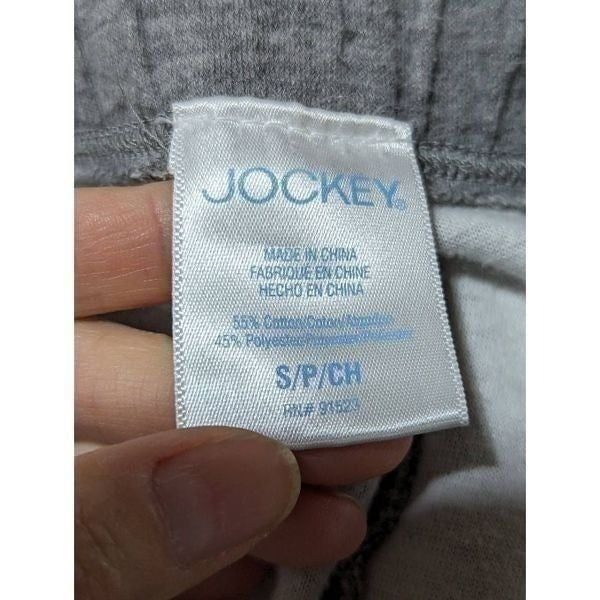 JOCKEY®
MADE IN CHINA
FABRIQUÉ EN CHINE
HECHO EN CHINA
55% Cotton/Coton/Algodón
45% Polyester/Polyester/Poliéster
S/P/CH
RN# 91523